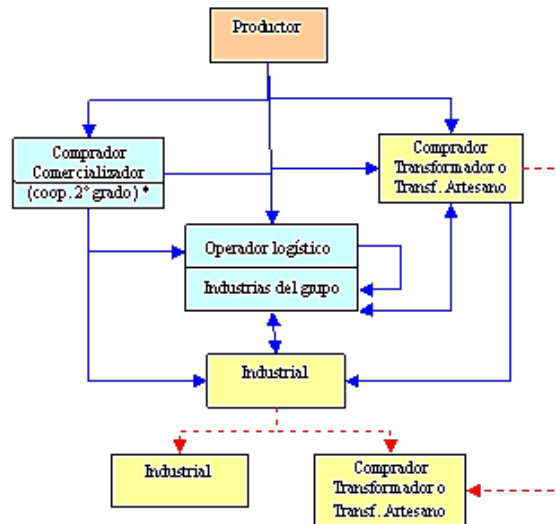 Productor
Comprador
Comercializador
(coop. 2° grado) *
Comprador
Transformador o
Transf. Artesano
Operador logístico
Industrias del grupo
Industrial
Industrial
Comprador
Transformador o
Transf. Artesano